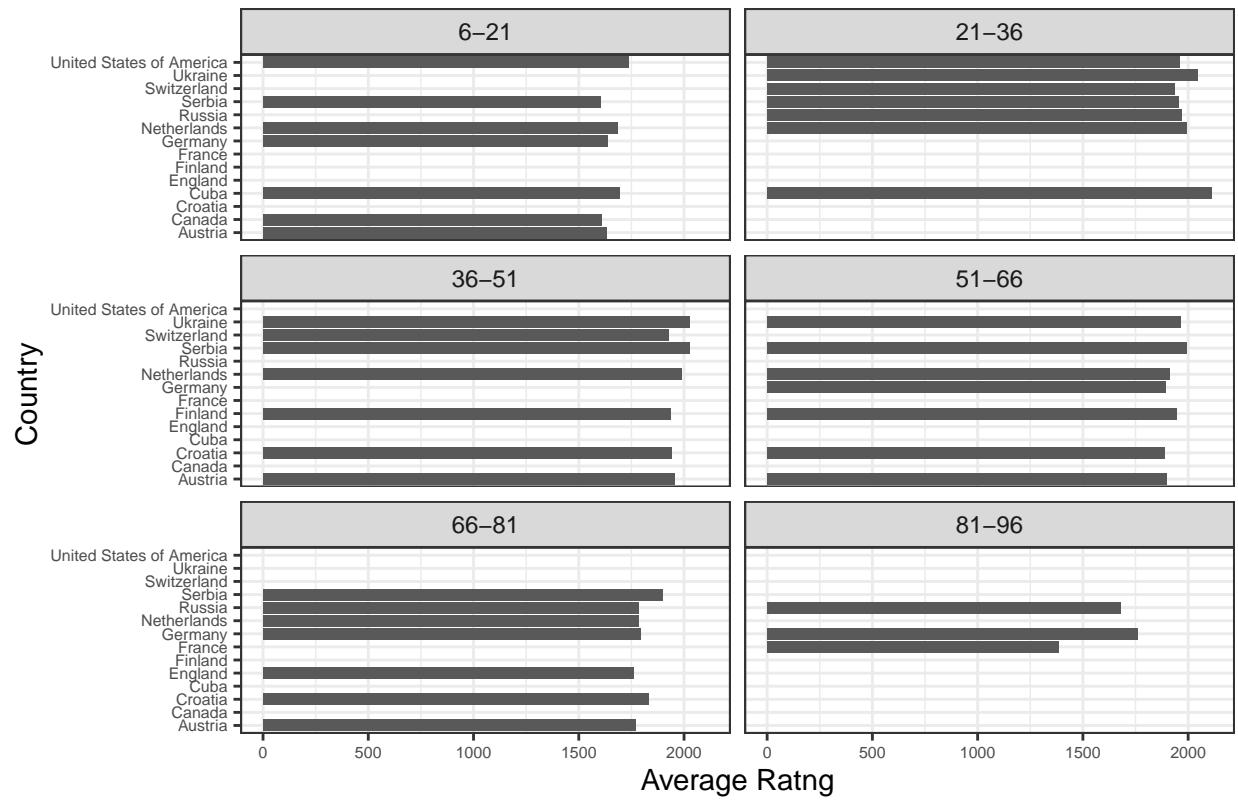 6−21
21−36
United States of America
Ukraine
Switzerland
Serbia
Russia
Netherlands
Germany
France
Finland
England
Cuba
Croatia
Canada
Austria
36−51
51−66
United States of America
Ukraine
Switzerland
Serbia
Russia
Netherlands
Germany
France
Finland
England
Cuba
Croatia
Canada
Austria
66−81
81−96
United States of America
Ukraine
Switzerland
Serbia
Russia
Netherlands
Germany
France
Finland
England
Cuba
Croatia
Canada
Austria
0 500 1000 1500 2000
0 500 1000 1500 2000
Average Ratng
Country